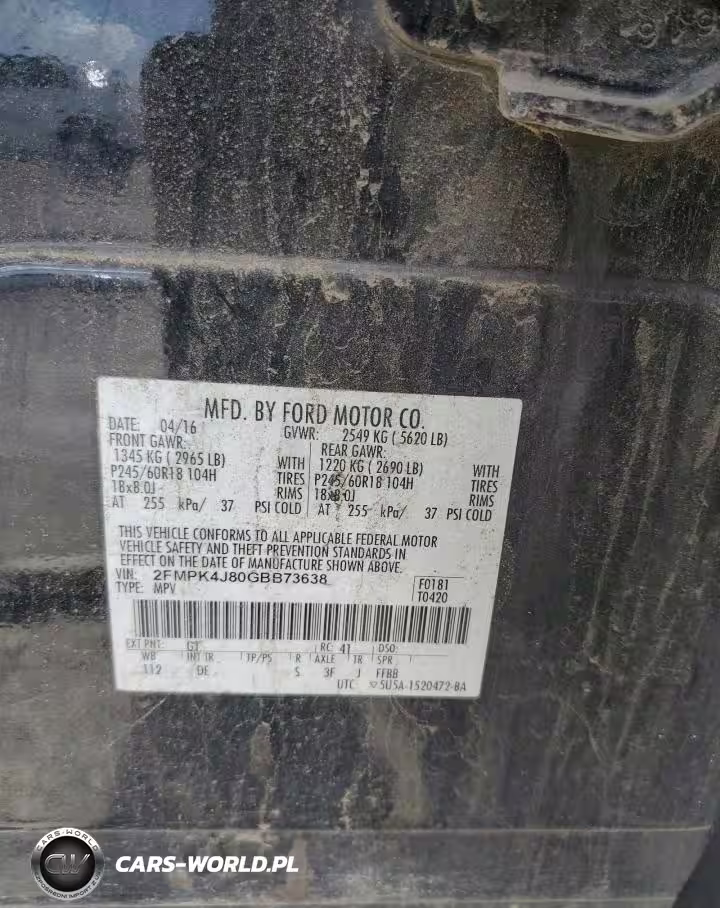 MFD. BY FORD MOTOR CO.
DATE: 04/16 GVWR: 2549 KG ( 5620 LB)
FRONT GAWR: REAR GAWR:
1345 KG ( 2965 LB) WITH 1220 KG ( 2690 LB) WITH
P245/60R18 104H TIRES P245/60R18 104H TIRES
18x8.0J RIMS 18x8.0J RIMS
AT 255 kPa/ 37 PSI COLD AT 255 kPa/ 37 PSI COLD
THIS VEHICLE CONFORMS TO ALL APPLICABLE FEDERAL MOTOR
VEHICLE SAFETY AND THEFT PREVENTION STANDARDS IN
EFFECT ON THE DATE OF MANUFACTURE SHOWN ABOVE.
VIN: 2FMPK4J80GBB73638 F0181
TYPE: MPV T0420
EXT PNT: G1 RC: 41 DSO:
WB INT TR TP/PS R AXLE TR SPR
112 DE S 3F J FFBB
UTC 5U5A-1520472-BA
CARS-WORLD
CW
CARS-WORLD.PL